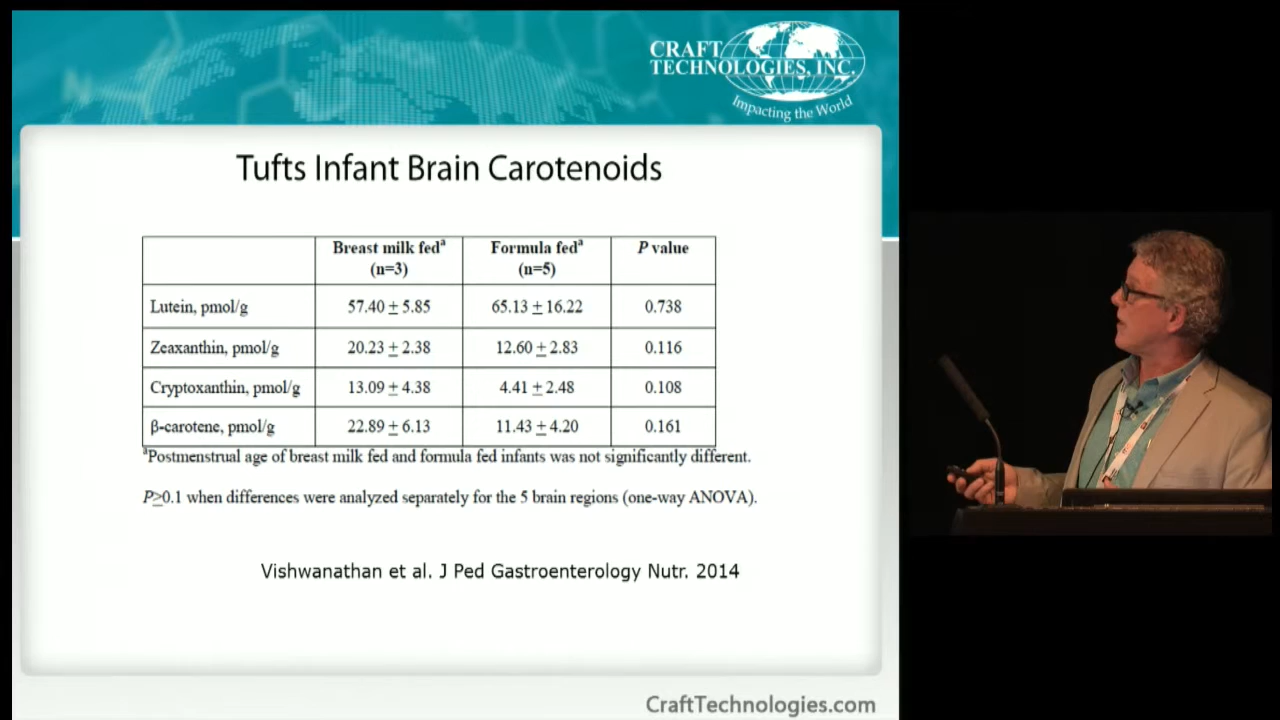 CRAFT
TECHNOLOGIES, INC.
Impacting the World
Tufts Infant Brain Carotenoids
Breast milk fedᵃ (n=3) Formula fedᵃ (n=5) P value
Lutein, pmol/g 57.40 ± 5.85 65.13 ± 16.22 0.738
Zeaxanthin, pmol/g 20.23 ± 2.38 12.60 ± 2.83 0.116
Cryptoxanthin, pmol/g 13.09 ± 4.38 4.41 ± 2.48 0.108
β-carotene, pmol/g 22.89 ± 6.13 11.43 ± 4.20 0.161
ᵃPostmenstrual age of breast milk fed and formula fed infants was not significantly different.
P≥0.1 when differences were analyzed separately for the 5 brain regions (one-way ANOVA).
Vishwanathan et al. J Ped Gastroenterology Nutr. 2014
CraftTechnologies.com